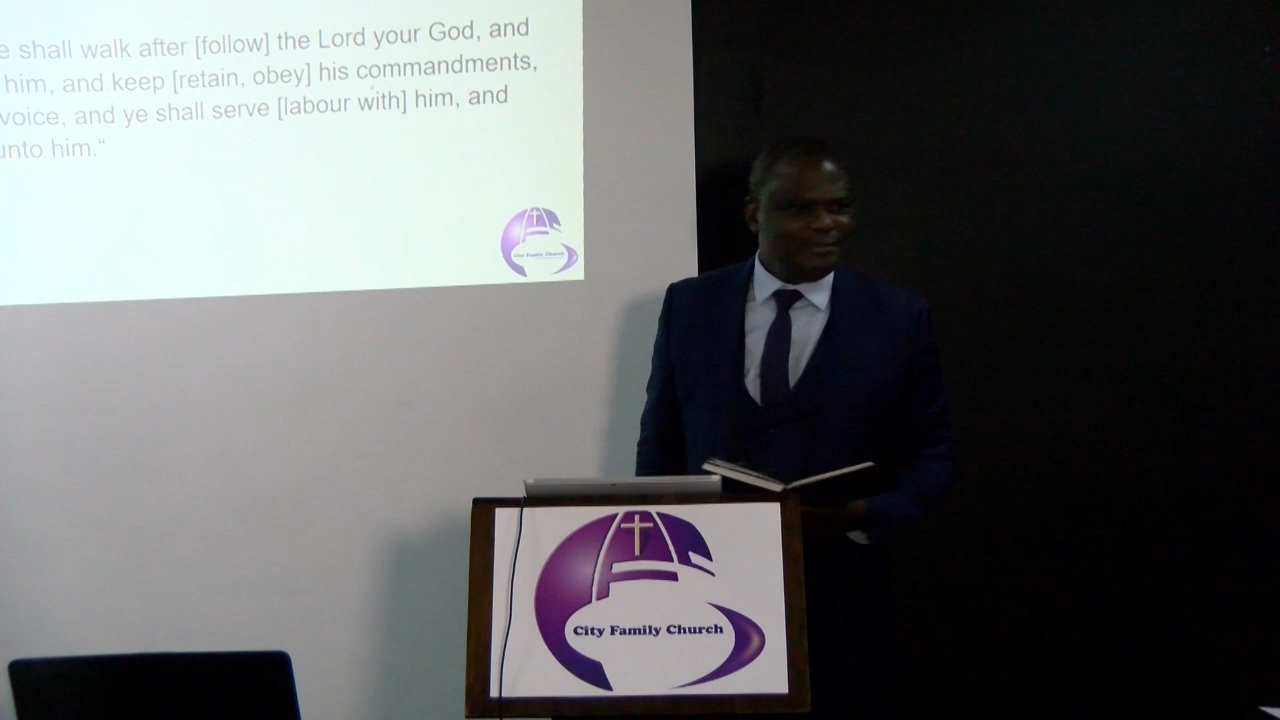 e shall walk after [follow] the Lord your God, and
him, and keep [retain, obey] his commandments,
voice, and ye shall serve [labour with] him, and
unto him.“
City Family Church
City Family Church